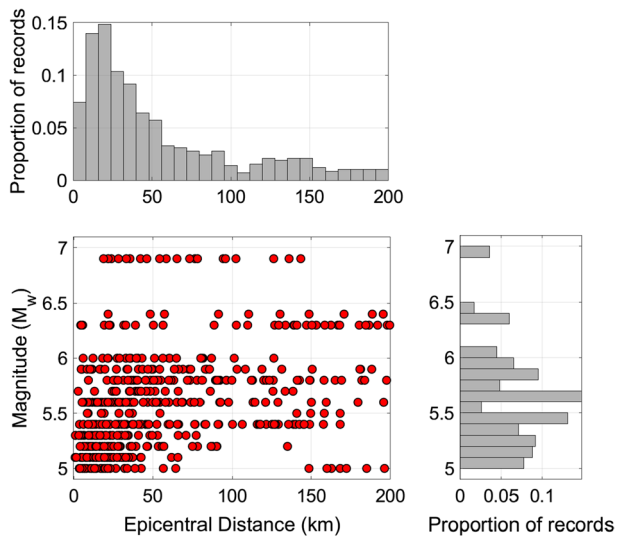 Proportion of records
0.15
0.1
0.05
0
0 50 100 150 200
Magnitude (Mw)
7
6.5
6
5.5
5
0 50 100 150 200
Epicentral Distance (km)
7
6.5
6
5.5
5
0 0.05 0.1
Proportion of records